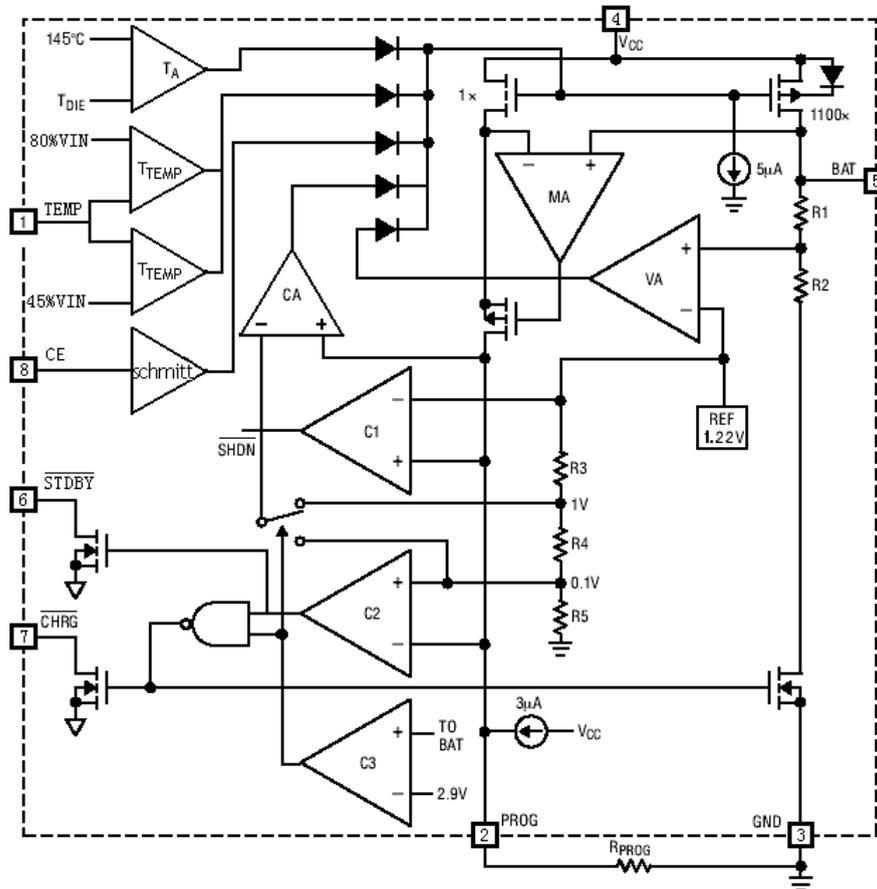 4
VCC
145°C
TA
TDIE
1×
1100×
80%VIN
TTEMP
− +
MA
5μA
BAT
5
1
TEMP
R1
TTEMP
+
VA
−
R2
45%VIN
CA
− +
8
CE
schmitt
REF
1.22V
−
C1
+
SHDN
R3
6
STDBY
1V
R4
+
C2
−
0.1V
R5
7
CHRG
3μA
VCC
+
C3
−
TO
BAT
2.9V
2
PROG
GND
3
RPROG